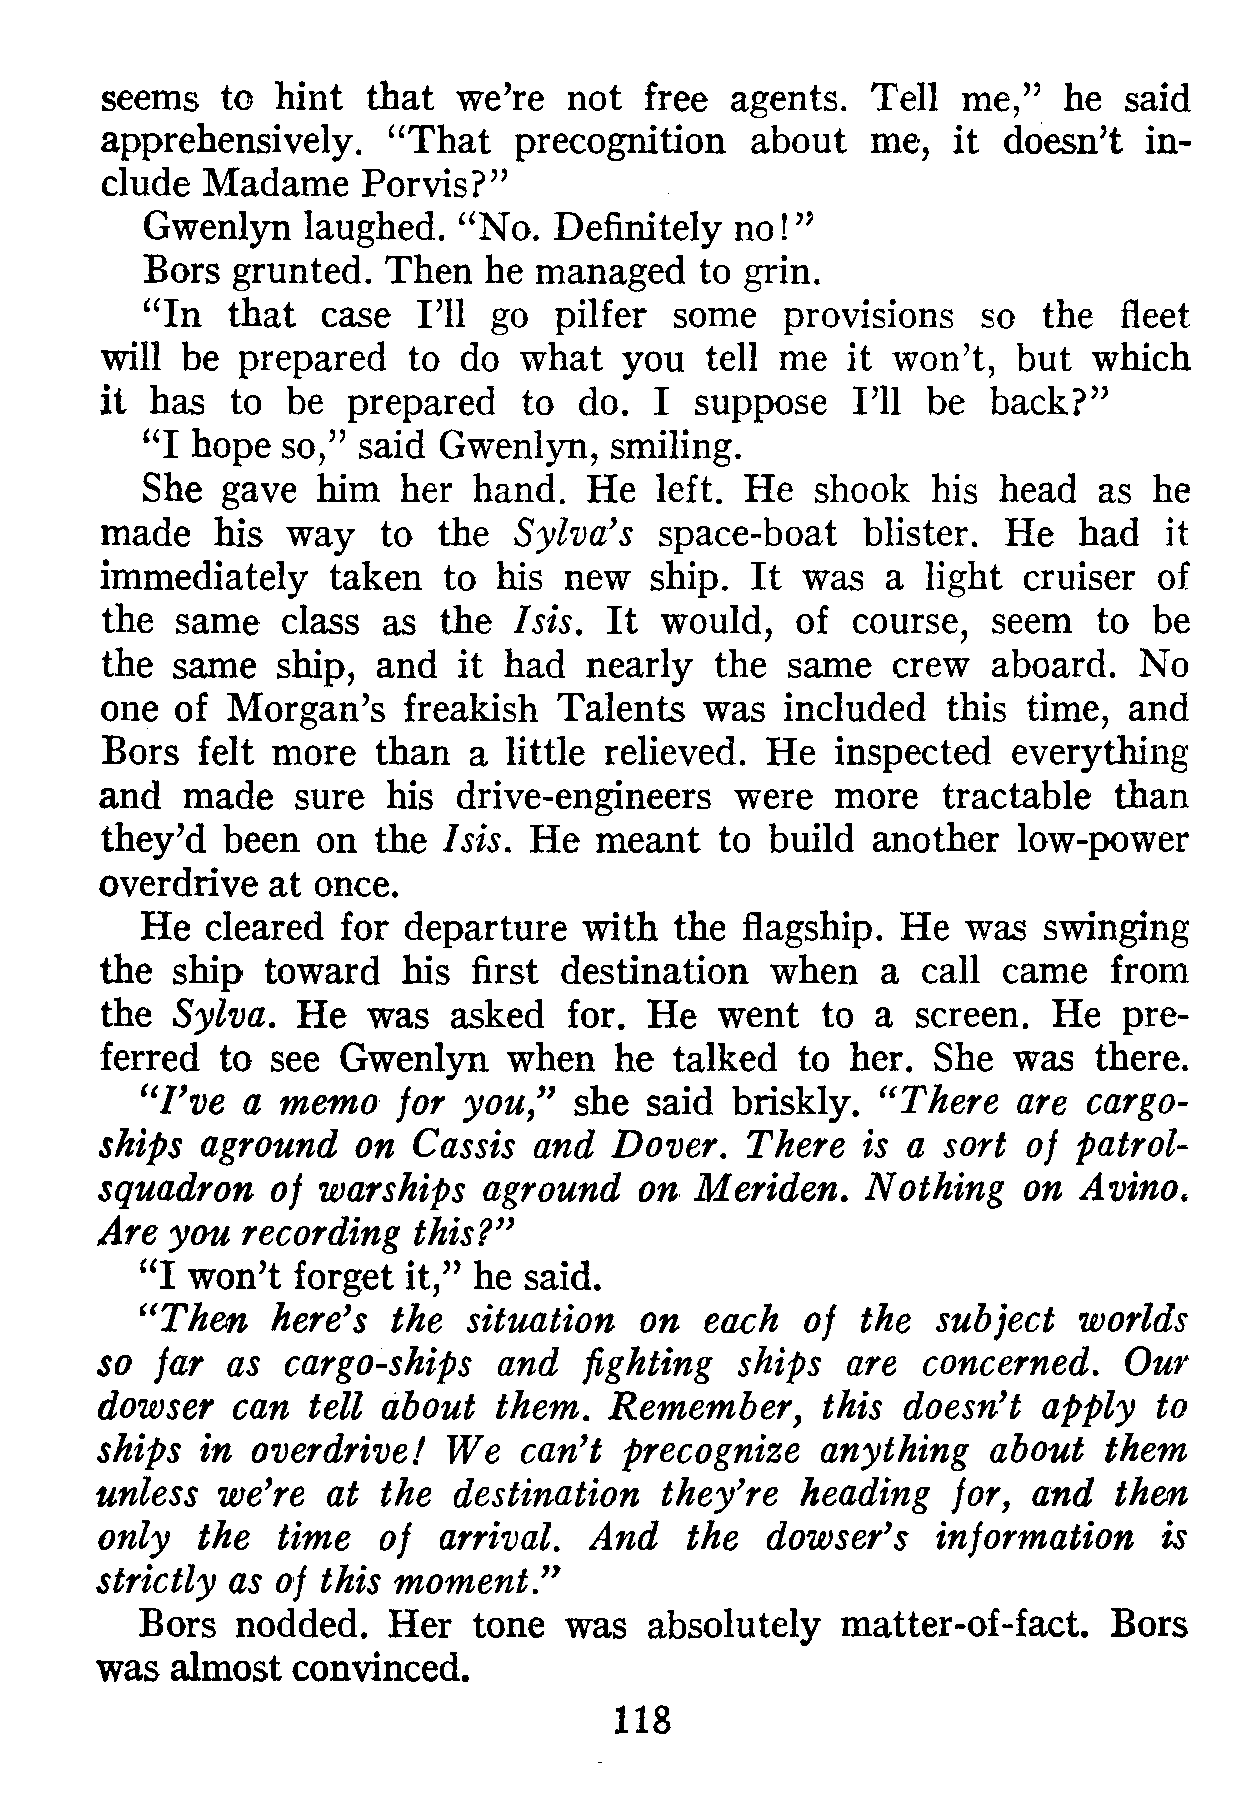 seems to hint that we're not free agents. Tell me,” he said
apprehensively. “That precognition about me, it doesn't in-
clude Madame Porvis?”
Gwenlyn laughed. “No. Definitely no!”
Bors grunted. Then he managed to grin.
“In that case I'll go pilfer some provisions so the fleet
will be prepared to do what you tell me it won't, but which
it has to be prepared to do. I suppose I'll be back?”
“I hope so,” said Gwenlyn, smiling.
She gave him her hand. He left. He shook his head as he
made his way to the Sylva's space-boat blister. He had it
immediately taken to his new ship. It was a light cruiser of
the same class as the Isis. It would, of course, seem to be
the same ship, and it had nearly the same crew aboard. No
one of Morgan's freakish Talents was included this time, and
Bors felt more than a little relieved. He inspected everything
and made sure his drive-engineers were more tractable than
they'd been on the Isis. He meant to build another low-power
overdrive at once.
He cleared for departure with the flagship. He was swinging
the ship toward his first destination when a call came from
the Sylva. He was asked for. He went to a screen. He pre-
ferred to see Gwenlyn when he talked to her. She was there.
“I've a memo for you,” she said briskly. “There are cargo-
ships aground on Cassis and Dover. There is a sort of patrol-
squadron of warships aground on Meriden. Nothing on Avino.
Are you recording this?”
“I won't forget it,” he said.
“Then here's the situation on each of the subject worlds
so far as cargo-ships and fighting ships are concerned. Our
dowser can tell about them. Remember, this doesn't apply to
ships in overdrive! We can't precognize anything about them
unless we're at the destination they're heading for, and then
only the time of arrival. And the dowser's information is
strictly as of this moment.”
Bors nodded. Her tone was absolutely matter-of-fact. Bors
was almost convinced.
118